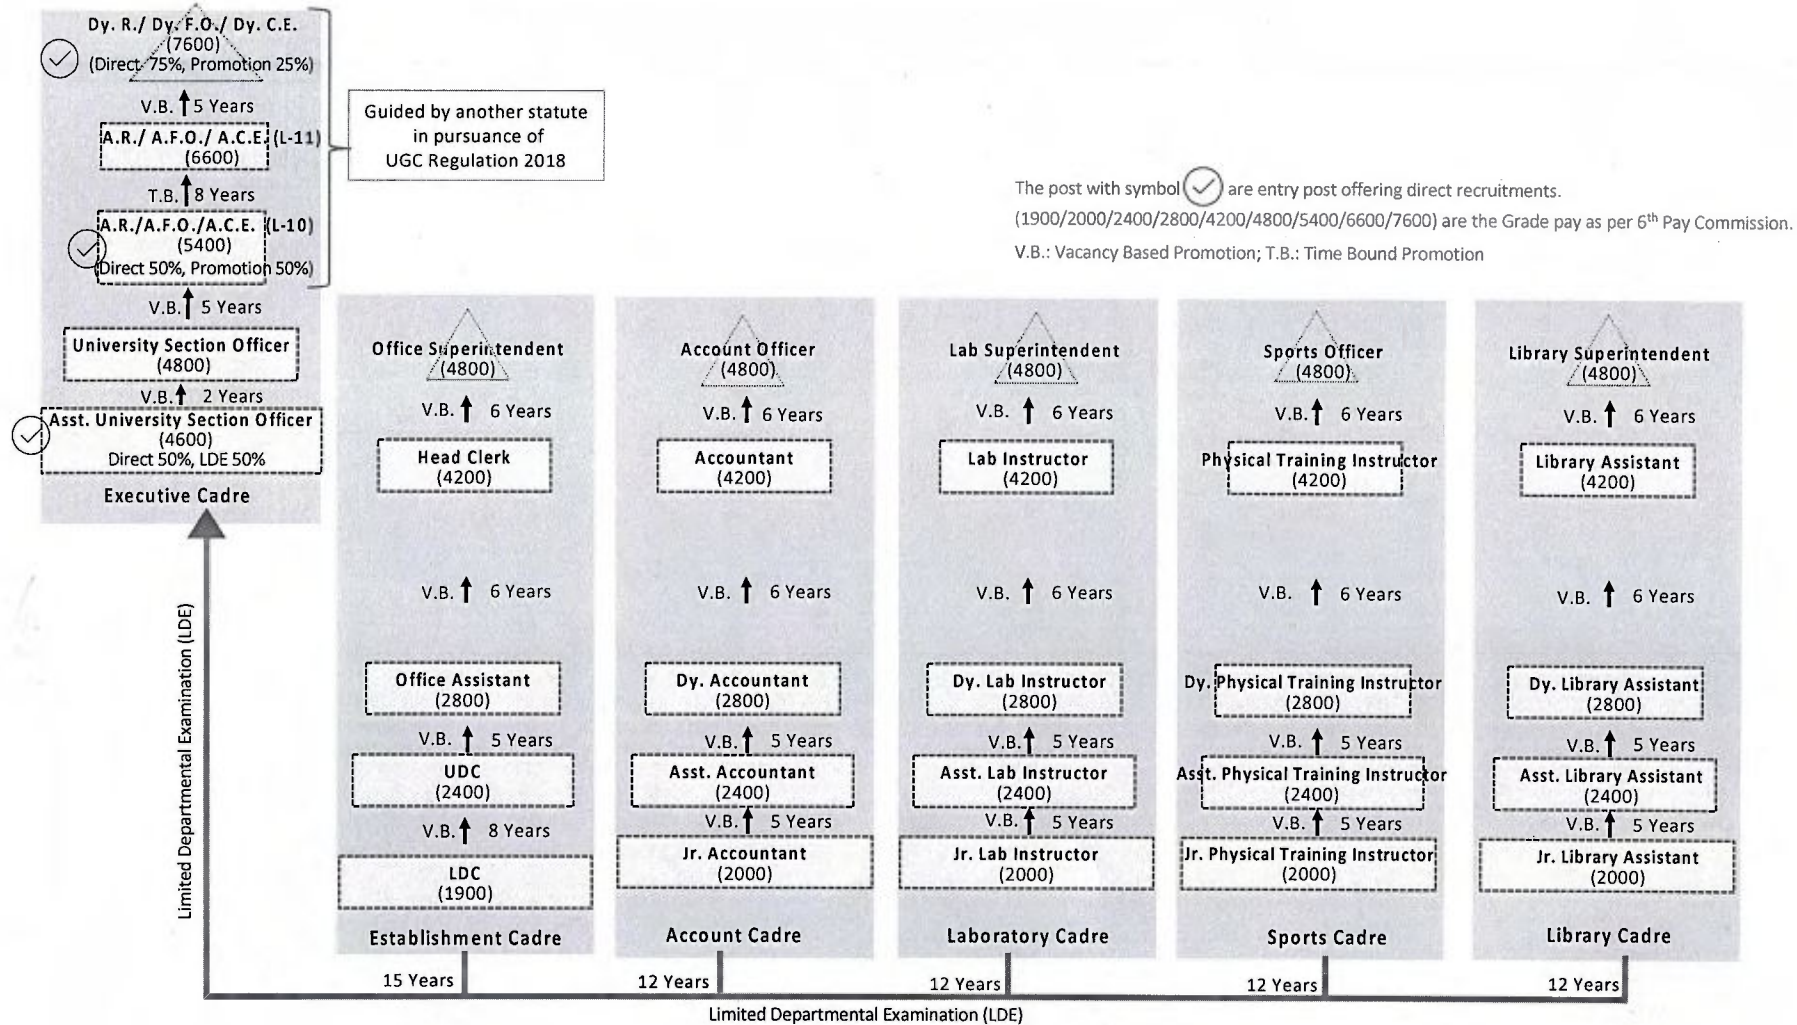 Dy. R./ Dy. F.O./ Dy. C.E.
(7600)
(Direct 75%, Promotion 25%)
V.B. 5 Years
A.R./ A.F.O./ A.C.E. (L-11)
(6600)
T.B. 8 Years
A.R./A.F.O./A.C.E. (L-10)
(5400)
(Direct 50%, Promotion 50%)
V.B. 5 Years
University Section Officer
(4800)
V.B. 2 Years
Asst. University Section Officer
(4600)
Direct 50%, LDE 50%
Executive Cadre
Guided by another statute
in pursuance of
UGC Regulation 2018
The post with symbol are entry post offering direct recruitments.
(1900/2000/2400/2800/4200/4800/5400/6600/7600) are the Grade pay as per 6th Pay Commission.
V.B.: Vacancy Based Promotion; T.B.: Time Bound Promotion
Office Superintendent
(4800)
V.B. 6 Years
Head Clerk
(4200)
V.B. 6 Years
Office Assistant
(2800)
V.B. 5 Years
UDC
(2400)
V.B. 8 Years
LDC
(1900)
Establishment Cadre
15 Years
Account Officer
(4800)
V.B. 6 Years
Accountant
(4200)
V.B. 6 Years
Dy. Accountant
(2800)
V.B. 5 Years
Asst. Accountant
(2400)
V.B. 5 Years
Jr. Accountant
(2000)
Account Cadre
12 Years
Lab Superintendent
(4800)
V.B. 6 Years
Lab Instructor
(4200)
V.B. 6 Years
Dy. Lab Instructor
(2800)
V.B. 5 Years
Asst. Lab Instructor
(2400)
V.B. 5 Years
Jr. Lab Instructor
(2000)
Laboratory Cadre
12 Years
Sports Officer
(4800)
V.B. 6 Years
Physical Training Instructor
(4200)
V.B. 6 Years
Dy. Physical Training Instructor
(2800)
V.B. 5 Years
Asst. Physical Training Instructor
(2400)
V.B. 5 Years
Jr. Physical Training Instructor
(2000)
Sports Cadre
12 Years
Library Superintendent
(4800)
V.B. 6 Years
Library Assistant
(4200)
V.B. 6 Years
Dy. Library Assistant
(2800)
V.B. 5 Years
Asst. Library Assistant
(2400)
V.B. 5 Years
Jr. Library Assistant
(2000)
Library Cadre
12 Years
Limited Departmental Examination (LDE)
Limited Departmental Examination (LDE)